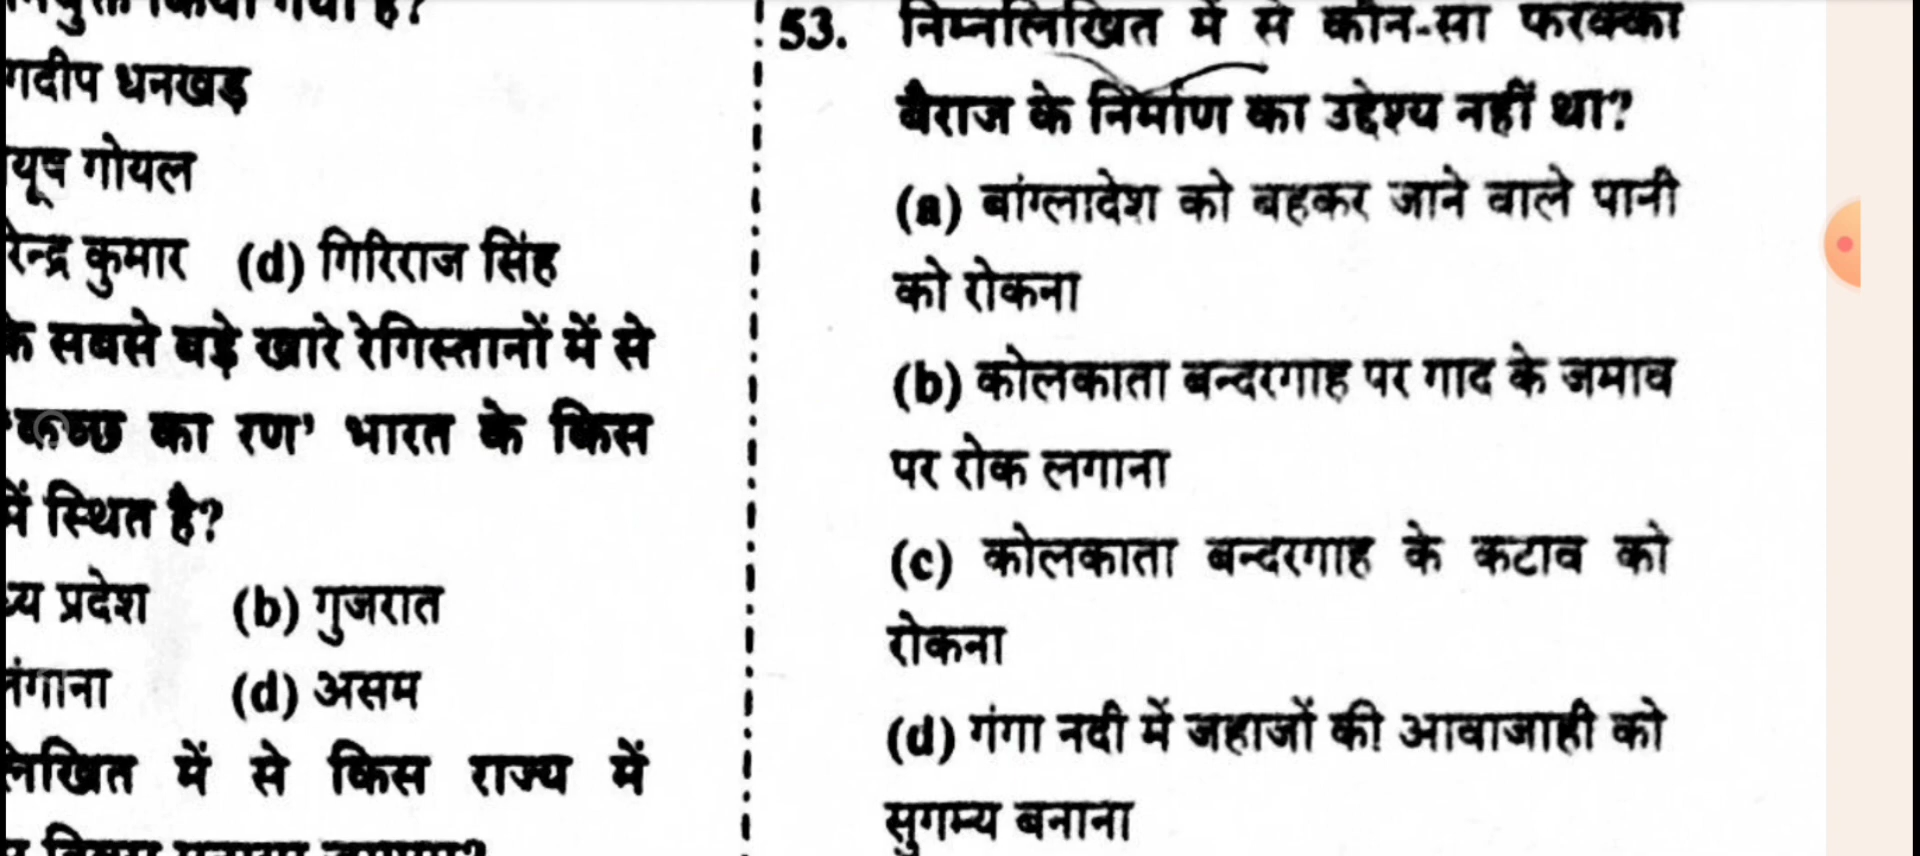 किया गया है?
गदीप धनखड़
यूष गोयल
रेन्द्र कुमार (d) गिरिराज सिंह
के सबसे बड़े खारे रेगिस्तानों में से
'कच्छ का रण' भारत के किस
में स्थित है?
ध्य प्रदेश (b) गुजरात
लंगाना (d) असम
लिखित में से किस राज्य में
53. निम्नलिखित में से कौन-सा फरक्का
बैराज के निर्माण का उद्देश्य नहीं था?
(a) बांग्लादेश को बहकर जाने वाले पानी
को रोकना
(b) कोलकाता बन्दरगाह पर गाद के जमाव
पर रोक लगाना
(c) कोलकाता बन्दरगाह के कटाव को
रोकना
(d) गंगा नदी में जहाजों की आवाजाही को
सुगम्य बनाना